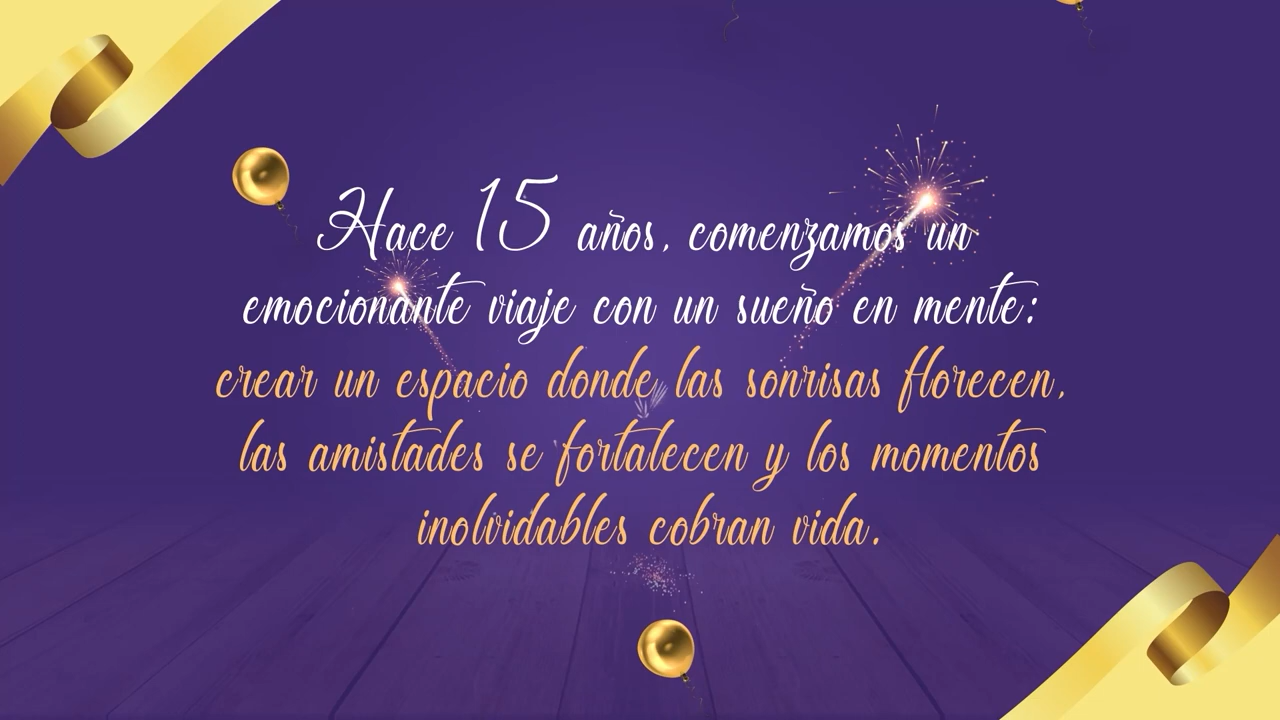 Hace 15 años, comenzamos un
emocionante viaje con un sueño en mente:
crear un espacio donde las sonrisas florecen,
las amistades se fortalecen y los momentos
inolvidables cobran vida.